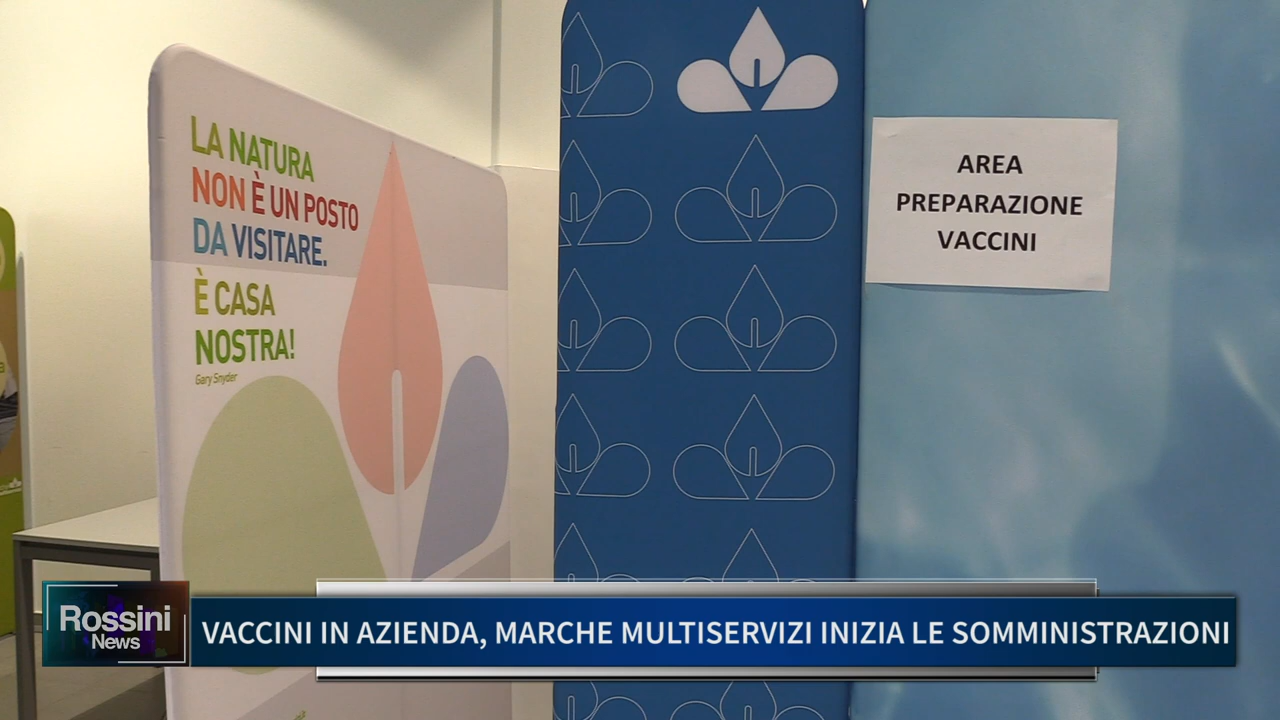 LA NATURA
NON È UN POSTO
DA VISITARE.
È CASA
NOSTRA!
Gary Snyder
AREA
PREPARAZIONE
VACCINI
Rossini
News
VACCINI IN AZIENDA, MARCHE MULTISERVIZI INIZIA LE SOMMINISTRAZIONI